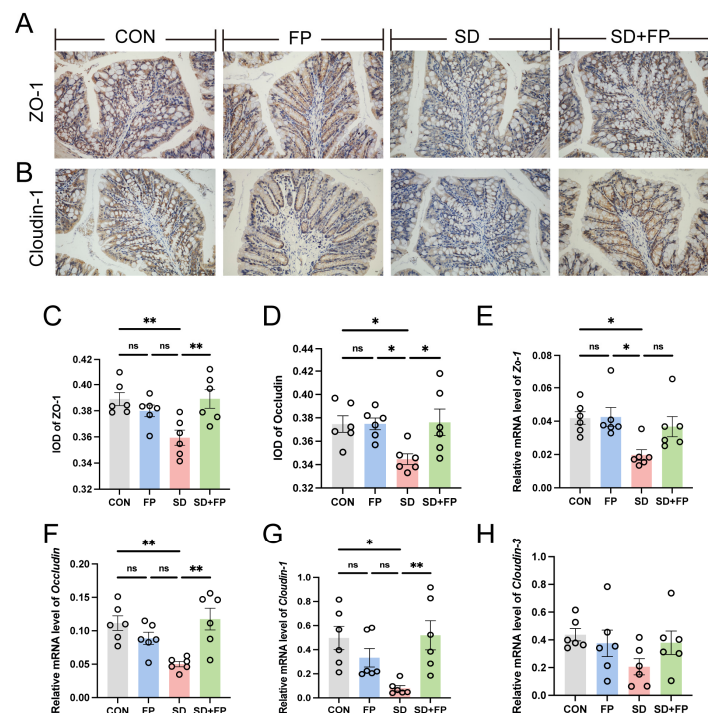 A
CON FP SD SD+FP
ZO-1
B
Cloudin-1
C
IOD of ZO-1
0.42
0.40
0.38
0.36
0.34
0.32
**
ns ns **
CON FP SD SD+FP
D
IOD of Occludin
0.44
0.40
0.36
0.32
*
ns * *
CON FP SD SD+FP
E
Relative mRNA level of Zo-1
0.08
0.06
0.04
0.02
0.00
*
ns * ns
CON FP SD SD+FP
F
Relative mRNA level of Occludin
0.20
0.15
0.10
0.05
0.00
**
ns ns **
CON FP SD SD+FP
G
Relative mRNA level of Cloudin-1
1.0
0.8
0.6
0.4
0.2
0.0
*
ns ns **
CON FP SD SD+FP
H
Relative mRNA level of Cloudin-3
1.0
0.8
0.6
0.4
0.2
0.0
CON FP SD SD+FP